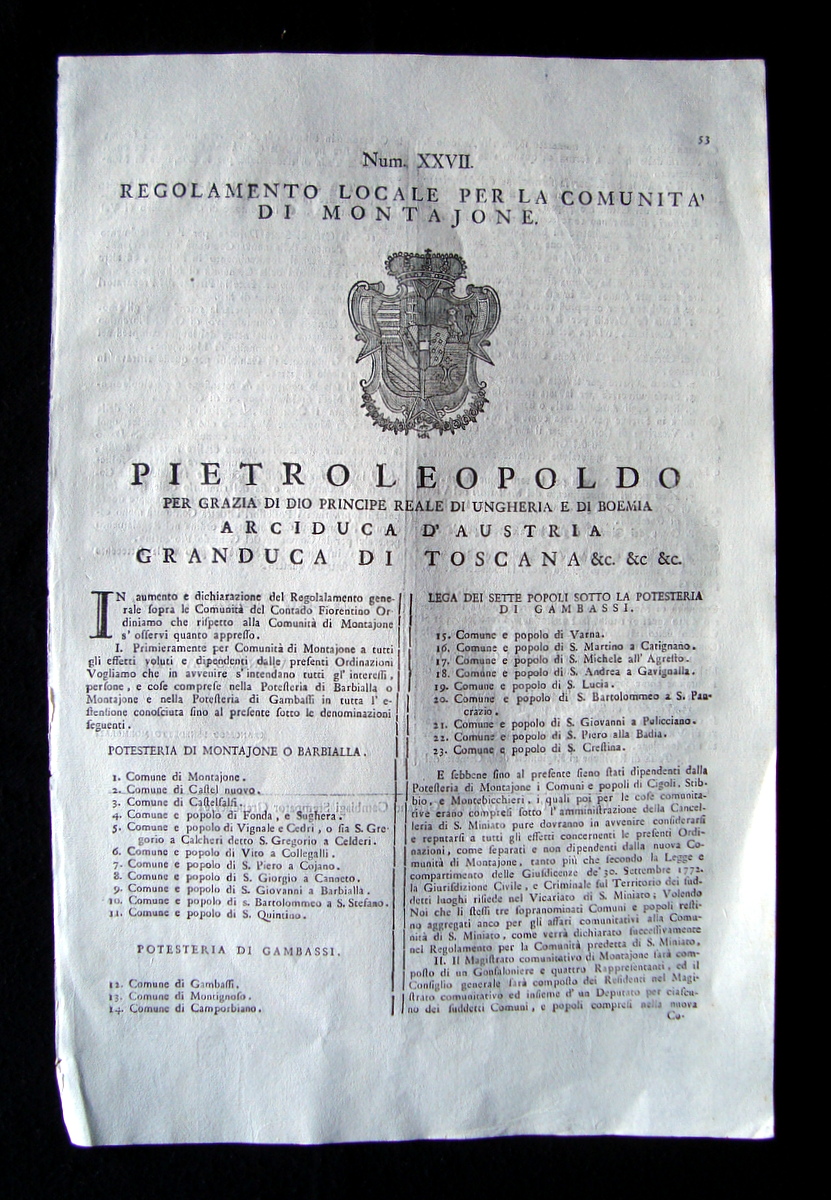 53
Num. XXVII.
REGOLAMENTO LOCALE PER LA COMUNITA'
DI MONTAJONE.
PIETRO LEOPOLDO
PER GRAZIA DI DIO PRINCIPE REALE DI UNGHERIA E DI BOEMIA
ARCIDUCA D'AUSTRIA
GRANDUCA DI TOSCANA &c. &c &c.
IN aumento e dichiarazione del Regolalamento gene-
rale sopra le Comunità del Contado Fiorentino Or-
diniamo che rispetto alla Comunità di Montajone
s' osservi quanto appresso.
I. Primieramente per Comunità di Montajone a tutti
gli effetti voluti e dipendenti dalle presenti Ordinazioni
Vogliamo che in avvenire s'intendano tutti gl' interessi,
persone, e cose comprese nella Potesteria di Barbialla o
Montajone e nella Potesteria di Gambassi in tutta l' e-
stensione conosciuta fino al presente sotto le denominazioni
seguenti.
POTESTERIA DI MONTAJONE O BARBIALLA.
1. Comune di Montajone.
2. Comune di Castel nuovo.
3. Comune di Castelfalfi.
4. Comune e popolo di Fonda, e Sughera.
5. Comune e popolo di Vignale e Cedri, o sia S. Gre-
gorio a Calcheri detto S. Gregorio a Celderi.
6. Comune e popolo di Vito a Collegalli.
7. Comune e popolo di S. Piero a Cojano.
8. Comune e popolo di S. Giorgio a Canneto.
9. Comune e popolo di S. Giovanni a Barbialla.
10. Comune e popolo di s. Bartolommeo a S. Stefano.
11. Comune e popolo di S. Quintino.
POTESTERIA DI GAMBASSI.
12. Comune di Gambassi.
13. Comune di Montignoso.
14. Comune di Camporbiano.
LEGA DEI SETTE POPOLI SOTTO LA POTESTERIA
DI GAMBASSI.
15. Comune e popolo di Varna.
16. Comune e popolo di S. Martino a Catignano.
17. Comune e popolo di S. Michele all' Agresto.
18. Comune e popolo di S. Andrea a Gavignalla.
19. Comune e popolo di S. Lucia.
20. Comune e popolo di S. Bartolommeo a S. Pan-
crazio.
21. Comune e popolo di S. Giovanni a Pulicciano.
22. Comune e popolo di S. Piero alla Badia.
23. Comune e popolo di S. Crestina.
E sebbene fino al presente sieno stati dipendenti dalla
Potesteria di Montajone i Comuni e popoli di Cigoli, Stib-
bio, e Montebicchieri, i quali poi per le cose comunita-
tive erano compresi sotto l' amministrazione della Cancel-
leria di S. Miniato pure dovranno in avvenire considerarsi
e reputarsi a tutti gli effetti concernenti le presenti Ordi-
nazioni, come separati e non dipendenti dalla nuova Co-
munità di Montajone, tanto più che secondo la Legge e
compartimento delle Giusdicenze de' 30. Settembre 1772.
la Giurisdizione Civile, e Criminale sul Territorio dei sud-
detti luoghi risiede nel Vicariato di S. Miniato; Volendo
Noi che li stessi tre sopranominati Comuni e popoli resti-
no aggregati anco per gli affari comunitativi alla Comu-
nità di S. Miniato, come verrà dichiarato successivamente
nel Regolamento per la Comunità predetta di S. Miniato.
II. Il Magistrato comunitativo di Montajone sarà com-
posto di un Gonfaloniere e quattro Rappresentanti, ed il
Consiglio generale sarà composto dei Residenti nel Magi-
strato comunitativo ed insieme d' un Deputato per ciascu-
no dei suddetti Comuni, e popoli compresi nella nuova
Co-